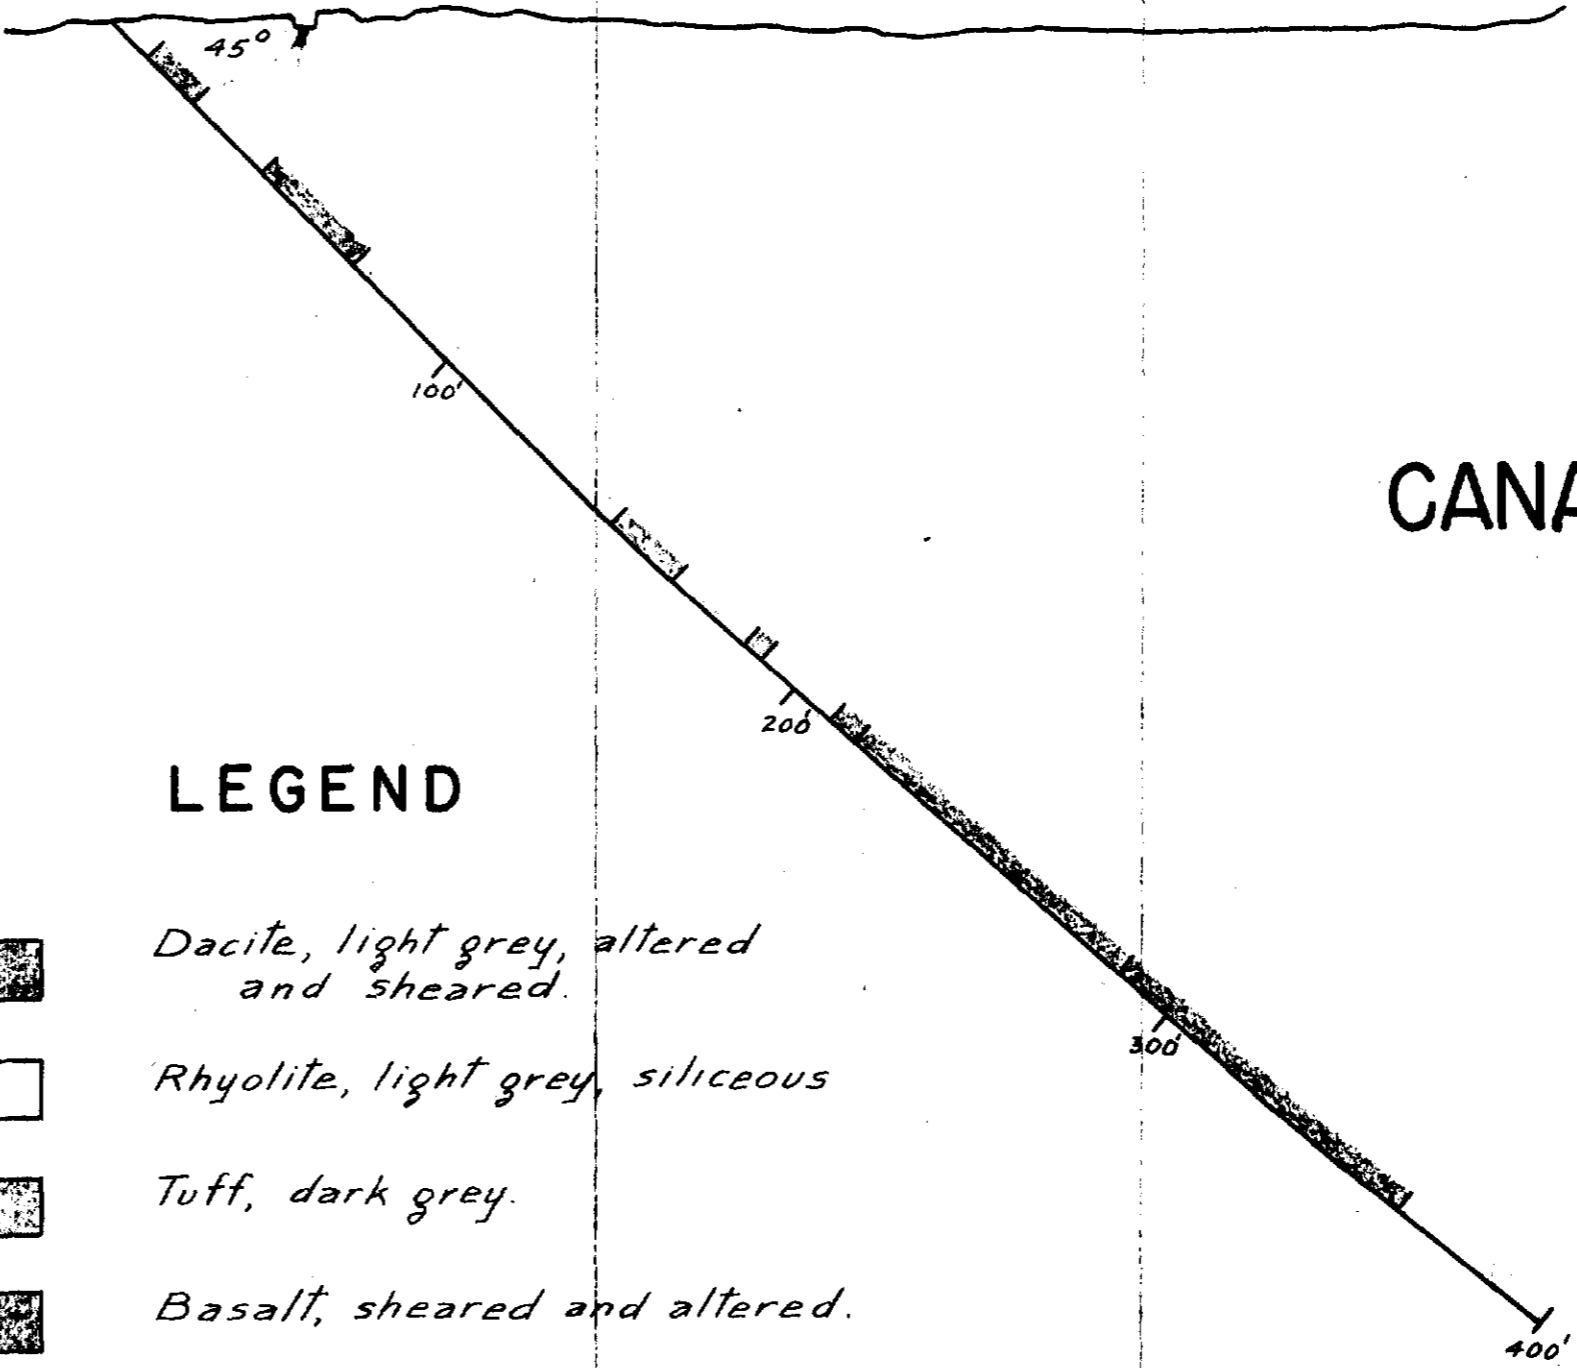 45°
100'
CANA
200'
LEGEND
Dacite, light grey, altered
and sheared.
300'
Rhyolite, light grey, siliceous
Tuff, dark grey.
Basalt, sheared and altered.
400'